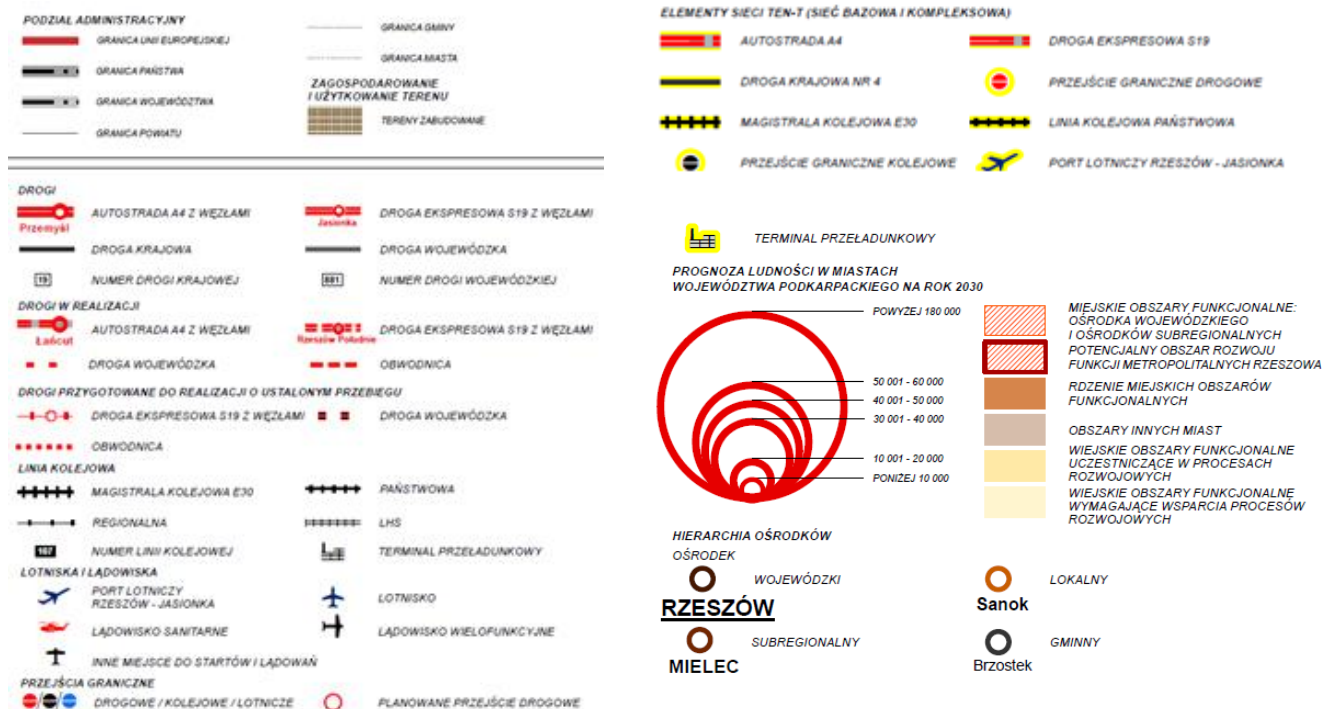 PODZIAŁ ADMINISTRACYJNY
GRANICA UNII EUROPEJSKIEJ
GRANICA PAŃSTWA
GRANICA WOJEWÓDZTWA
GRANICA POWIATU
GRANICA GMINY
GRANICA MIASTA
ZAGOSPODAROWANIE
I UŻYTKOWANIE TERENU
TERENY ZABUDOWANE
DROGI
AUTOSTRADA A4 Z WĘZŁAMI
Przemyśl
DROGA EKSPRESOWA S19 Z WĘZŁAMI
Jasionka
DROGA KRAJOWA
DROGA WOJEWÓDZKA
19
NUMER DROGI KRAJOWEJ
881
NUMER DROGI WOJEWÓDZKIEJ
DROGI W REALIZACJI
AUTOSTRADA A4 Z WĘZŁAMI
Łańcut
DROGA EKSPRESOWA S19 Z WĘZŁAMI
Rzeszów Południe
DROGA WOJEWÓDZKA
OBWODNICA
DROGI PRZYGOTOWANE DO REALIZACJI O USTALONYM PRZEBIEGU
DROGA EKSPRESOWA S19 Z WĘZŁAMI
DROGA WOJEWÓDZKA
OBWODNICA
LINIA KOLEJOWA
MAGISTRALA KOLEJOWA E30
PAŃSTWOWA
REGIONALNA
LHS
NUMER LINII KOLEJOWEJ
TERMINAL PRZEŁADUNKOWY
LOTNISKA I LĄDOWISKA
PORT LOTNICZY
RZESZÓW - JASIONKA
LOTNISKO
LĄDOWISKO SANITARNE
LĄDOWISKO WIELOFUNKCYJNE
INNE MIEJSCE DO STARTÓW I LĄDOWAŃ
PRZEJŚCIA GRANICZNE
DROGOWE / KOLEJOWE / LOTNICZE
PLANOWANE PRZEJŚCIE DROGOWE
ELEMENTY SIECI TEN-T (SIEĆ BAZOWA I KOMPLEKSOWA)
AUTOSTRADA A4
DROGA EKSPRESOWA S19
DROGA KRAJOWA NR 4
PRZEJŚCIE GRANICZNE DROGOWE
MAGISTRALA KOLEJOWA E30
LINIA KOLEJOWA PAŃSTWOWA
PRZEJŚCIE GRANICZNE KOLEJOWE
PORT LOTNICZY RZESZÓW - JASIONKA
TERMINAL PRZEŁADUNKOWY
PROGNOZA LUDNOŚCI W MIASTACH
WOJEWÓDZTWA PODKARPACKIEGO NA ROK 2030
POWYŻEJ 180 000
50 001 - 60 000
40 001 - 50 000
30 001 - 40 000
10 001 - 20 000
PONIŻEJ 10 000
MIEJSKIE OBSZARY FUNKCJONALNE:
OŚRODKA WOJEWÓDZKIEGO
I OŚRODKÓW SUBREGIONALNYCH
POTENCJALNY OBSZAR ROZWOJU
FUNKCJI METROPOLITALNYCH RZESZOWA
RDZENIE MIEJSKICH OBSZARÓW
FUNKCJONALNYCH
OBSZARY INNYCH MIAST
WIEJSKIE OBSZARY FUNKCJONALNE
UCZESTNICZĄCE W PROCESACH
ROZWOJOWYCH
WIEJSKIE OBSZARY FUNKCJONALNE
WYMAGAJĄCE WSPARCIA PROCESÓW
ROZWOJOWYCH
HIERARCHIA OŚRODKÓW
OŚRODEK
WOJEWÓDZKI
RZESZÓW
LOKALNY
Sanok
SUBREGIONALNY
MIELEC
GMINNY
Brzostek